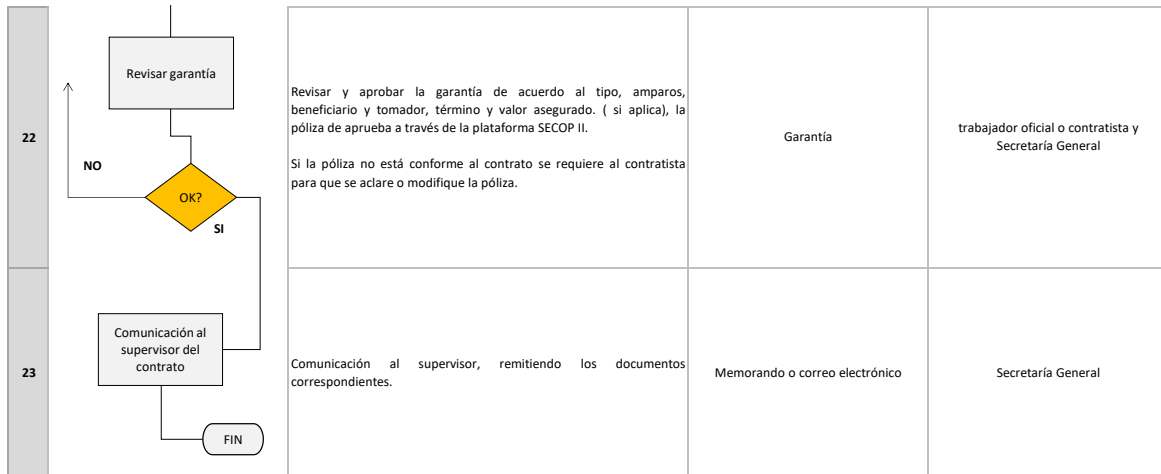 22
Revisar garantía
NO
OK?
SI
Revisar y aprobar la garantía de acuerdo al tipo, amparos,
beneficiario y tomador, término y valor asegurado. ( si aplica), la
póliza de aprueba a través de la plataforma SECOP II.
Si la póliza no está conforme al contrato se requiere al contratista
para que se aclare o modifique la póliza.
Garantía
trabajador oficial o contratista y
Secretaría General
23
Comunicación al
supervisor del
contrato
FIN
Comunicación al supervisor, remitiendo los documentos
correspondientes.
Memorando o correo electrónico
Secretaría General